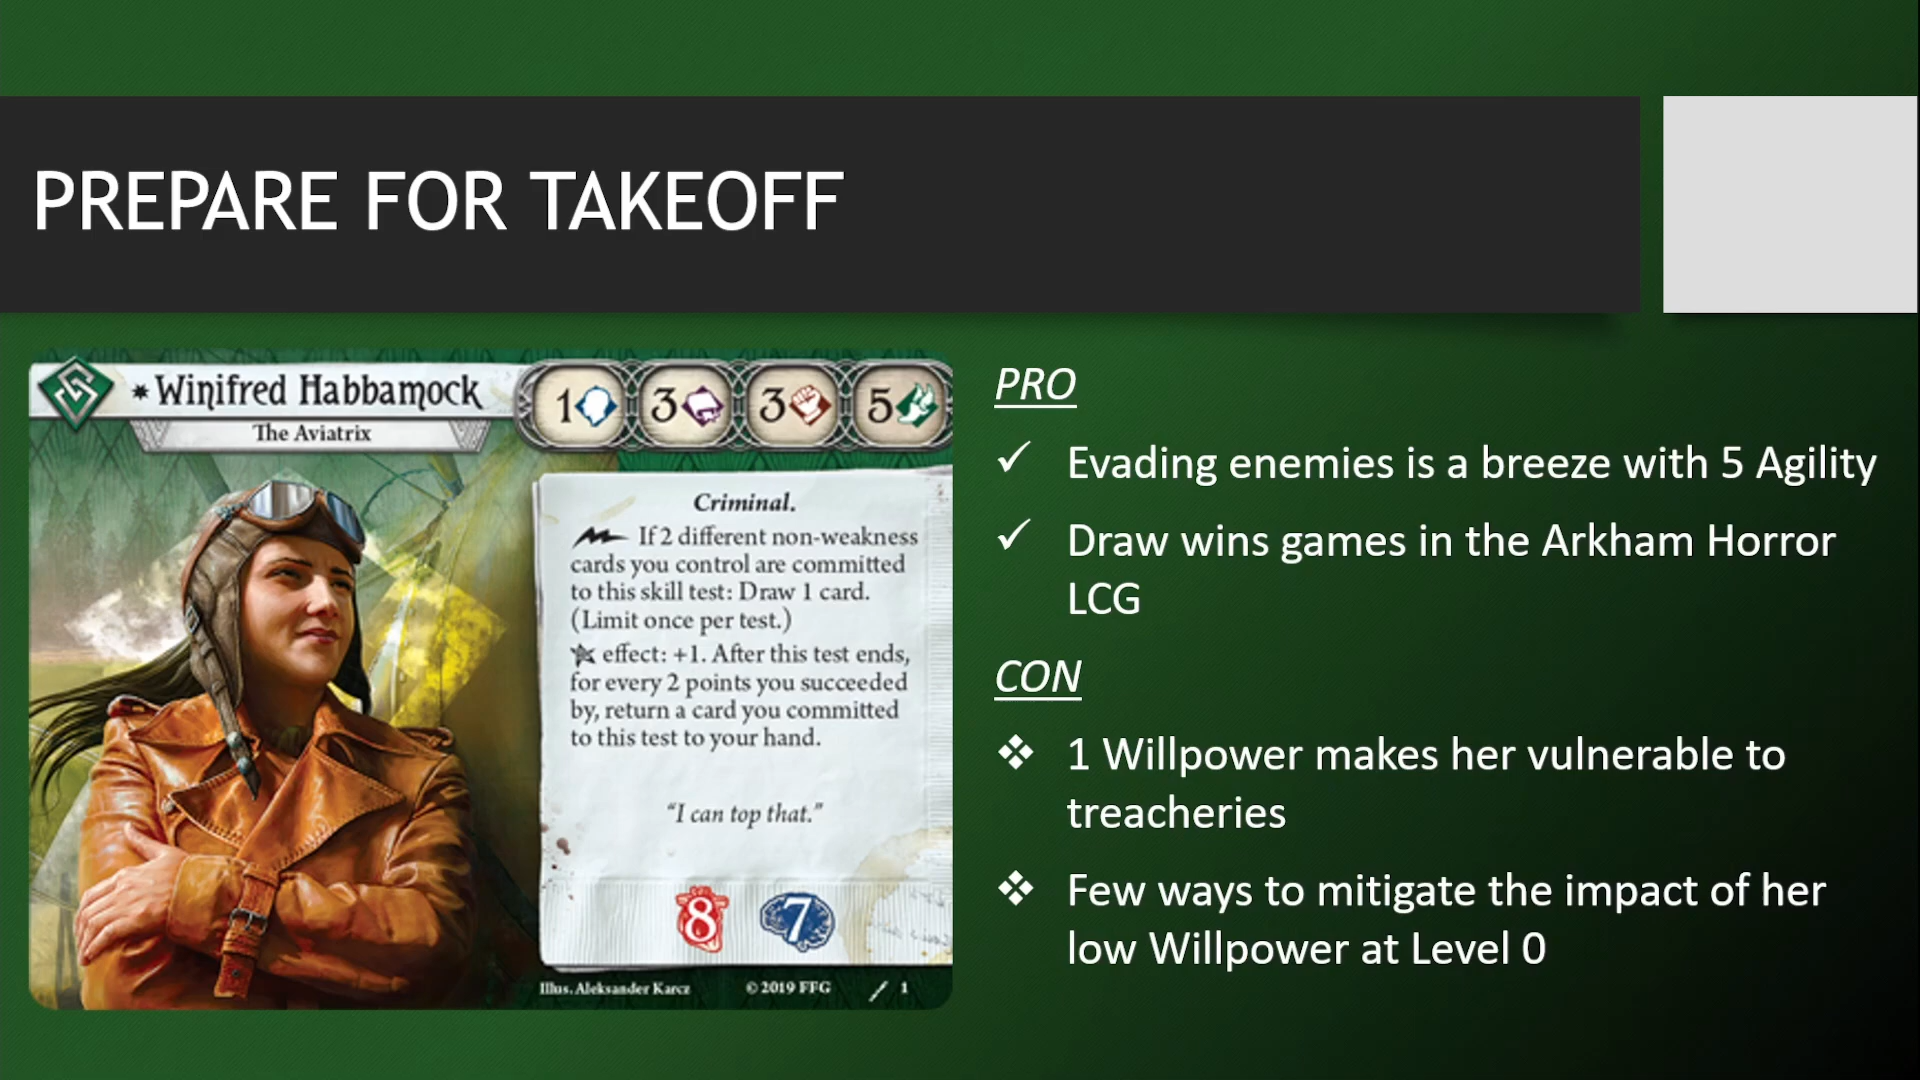 PREPARE FOR TAKEOFF
Winifred Habbamock
1 3 3 5
The Aviatrix
Criminal.
If 2 different non-weakness
cards you control are committed
to this skill test: Draw 1 card.
(Limit once per test.)
effect: +1. After this test ends,
for every 2 points you succeeded
by, return a card you committed
to this test to your hand.
“I can top that.”
8 7
Illus. Aleksander Karcz © 2019 FFG 1
PRO
Evading enemies is a breeze with 5 Agility
Draw wins games in the Arkham Horror
LCG
CON
1 Willpower makes her vulnerable to
treacheries
Few ways to mitigate the impact of her
low Willpower at Level 0